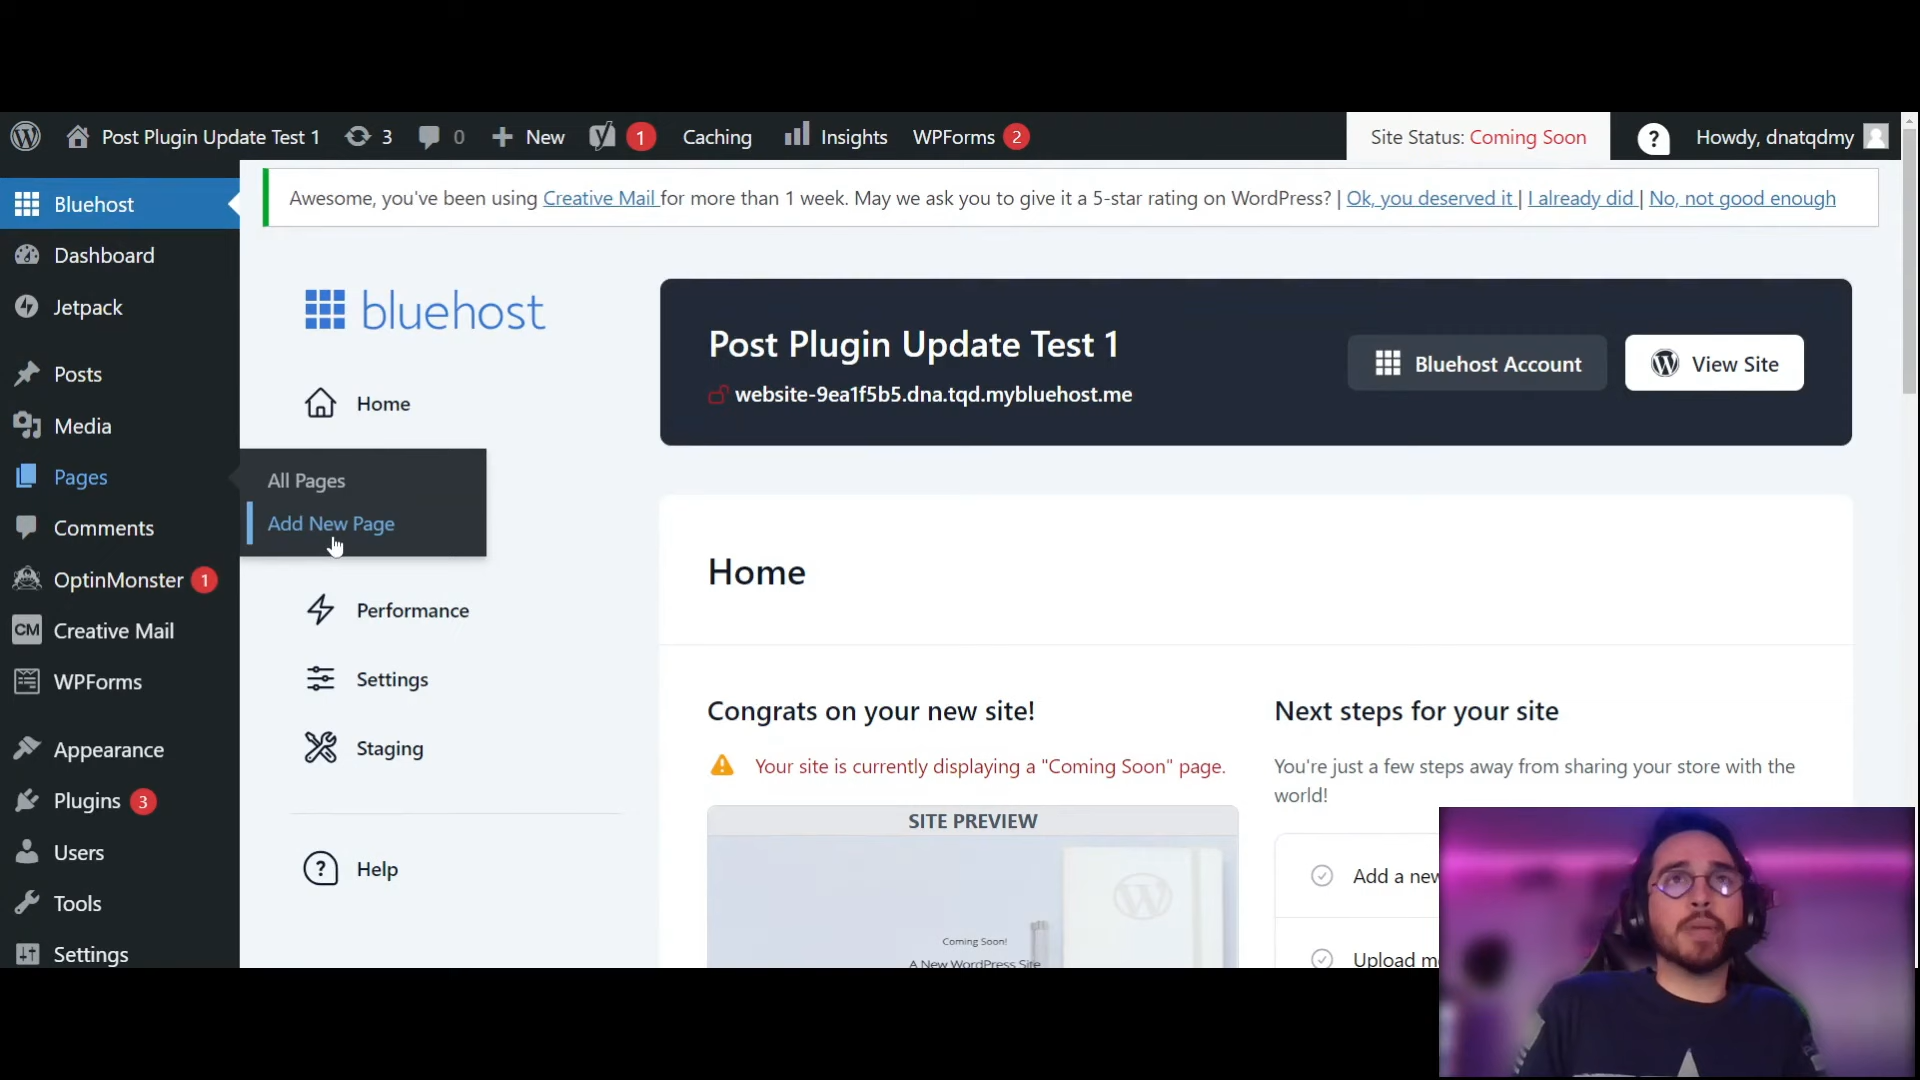 Post Plugin Update Test 1 3 0 New 1 Caching Insights WPForms 2 Site Status: Coming Soon ? Howdy, dnatqdmy
Bluehost
Dashboard
Jetpack
Posts
Media
Pages
Comments
OptinMonster 1
CM Creative Mail
WPForms
Appearance
Plugins 3
Users
Tools
Settings
All Pages
Add New Page
Awesome, you've been using Creative Mail for more than 1 week. May we ask you to give it a 5-star rating on WordPress? | Ok, you deserved it | I already did | No, not good enough
bluehost
Home
Performance
Settings
Staging
? Help
Post Plugin Update Test 1
website-9ea1f5b5.dna.tqd.mybluehost.me
Bluehost Account
View Site
Home
Congrats on your new site!
Your site is currently displaying a "Coming Soon" page.
SITE PREVIEW
Coming Soon!
A New WordPress Site
Next steps for your site
You're just a few steps away from sharing your store with the
world!
Add a new
Upload